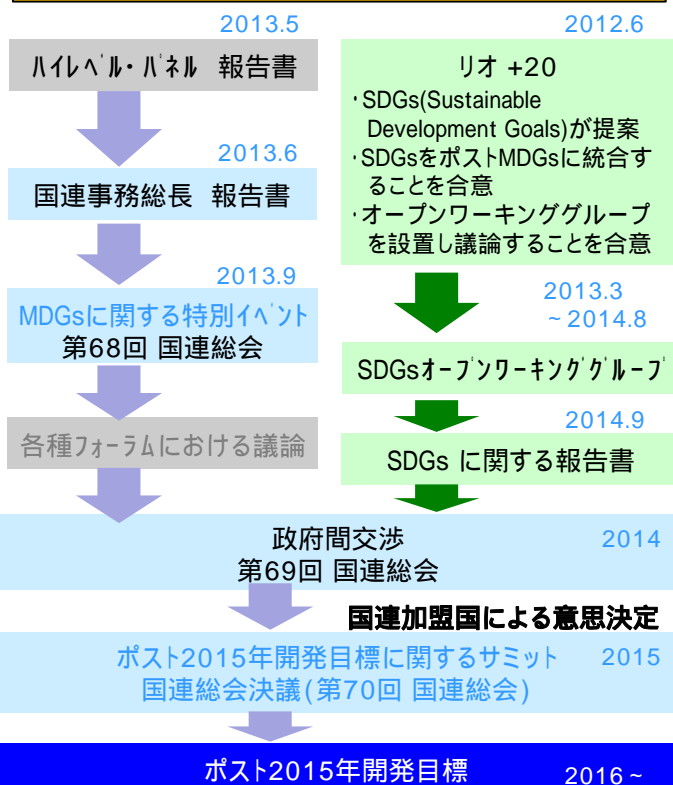 2013.5
ハイレベル・パネル 報告書
2013.6
国連事務総長 報告書
2013.9
MDGsに関する特別イベント
第68回 国連総会
各種フォーラムにおける議論
2012.6
リオ +20
・SDGs(Sustainable
Development Goals)が提案
・SDGsをポストMDGsに統合す
ることを合意
・オープンワーキンググループ
を設置し議論することを合意
2013.3
~2014.8
SDGsオープンワーキンググループ
2014.9
SDGs に関する報告書
政府間交渉 2014
第69回 国連総会
国連加盟国による意思決定
ポスト2015年開発目標に関するサミット 2015
国連総会決議(第70回 国連総会)
ポスト2015年開発目標 2016~